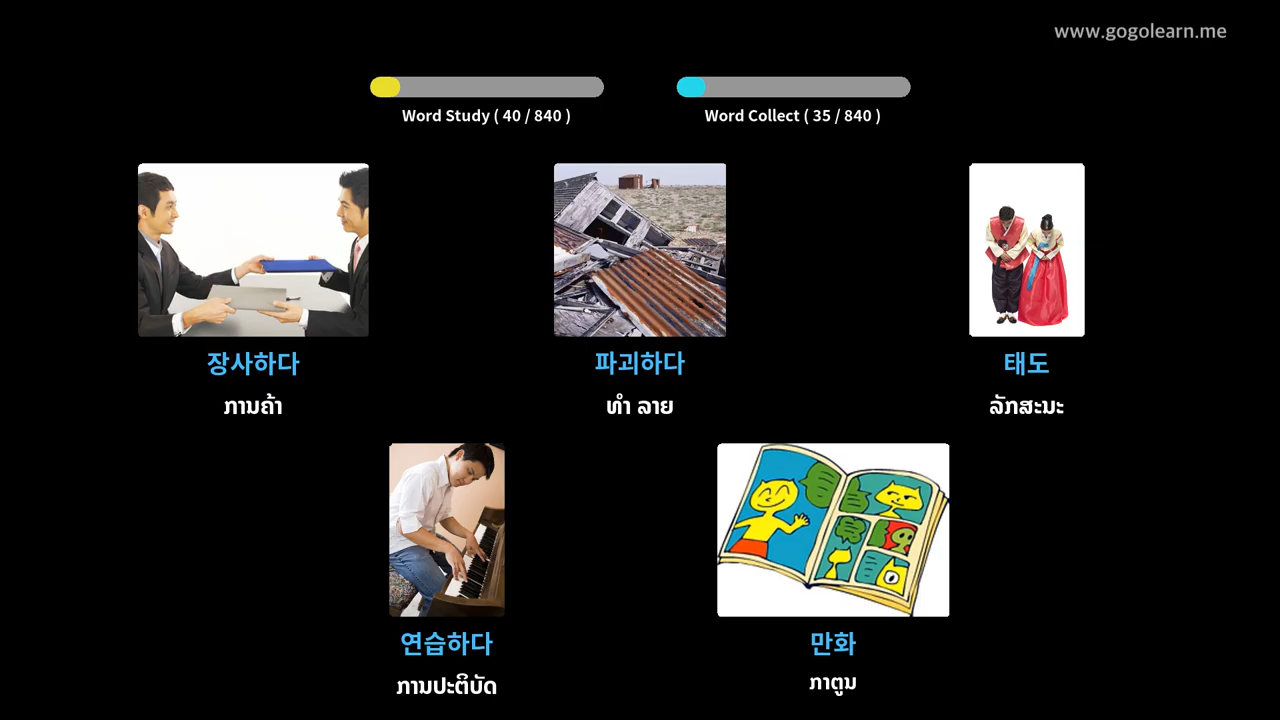 www.gogolearn.me
Word Study ( 40 / 840 )
Word Collect ( 35 / 840 )
장사하다
파괴하다
태도
ການຄ້າ
ທຳ ລາຍ
ລັກສະນະ
연습하다
만화
ການປະຕິບັດ
ກາຕູນ